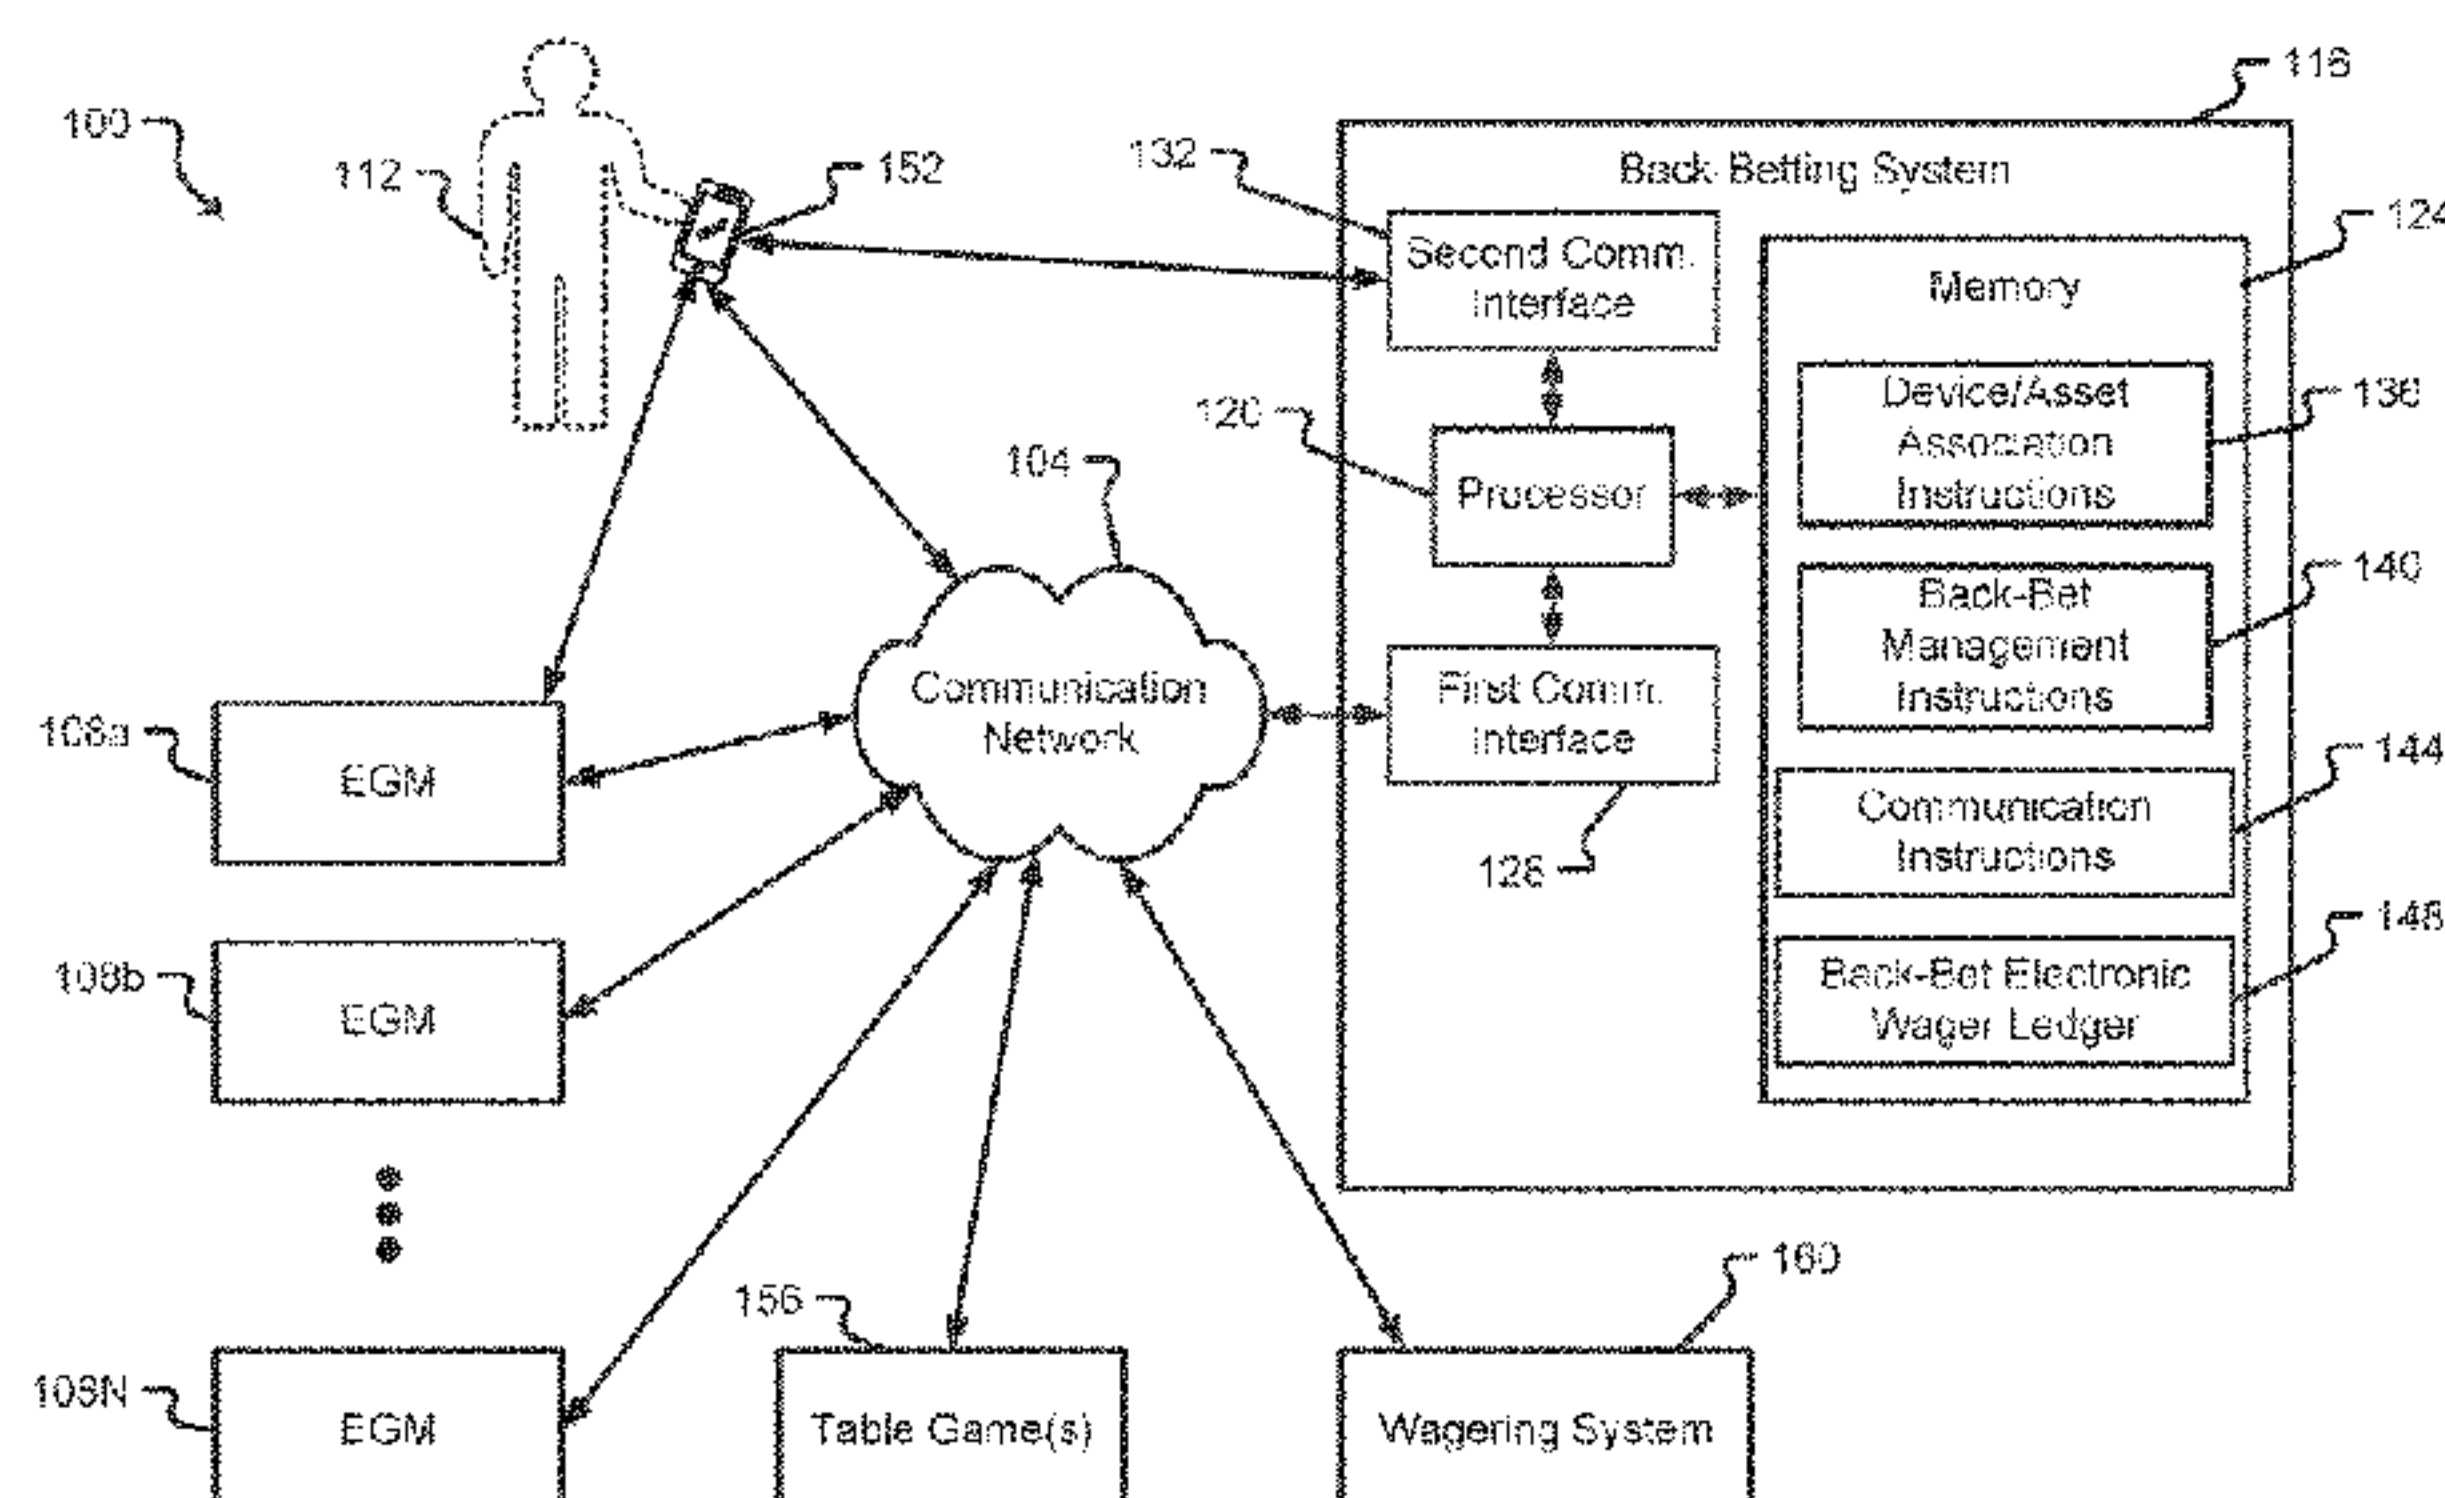 100
112
152
116
132
Back-Betting System
124
Second Comm.
Interface
Memory
120
Processor
Device/Asset
Association
Instructions
136
104
Back-Bet
Management
Instructions
140
Communication
Network
First Comm.
Interface
128
108a
EGM
Communication
Instructions
144
108b
EGM
Back-Bet Electronic
Wager Ledger
148
156
160
108N
EGM
Table Game(s)
Wagering System